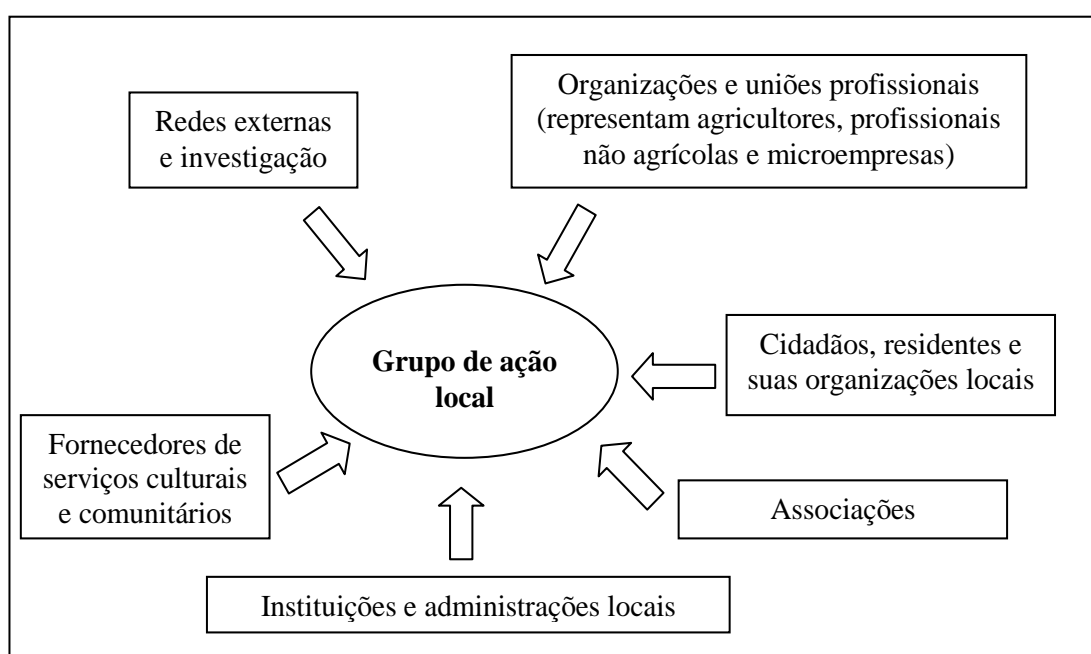 Organizações e uniões profissionais
(representam agricultores, profissionais
não agrícolas e microempresas)
Redes externas
e investigação
Grupo de ação
local
Cidadãos, residentes e
suas organizações locais
Fornecedores de
serviços culturais
e comunitários
Associações
Instituições e administrações locais